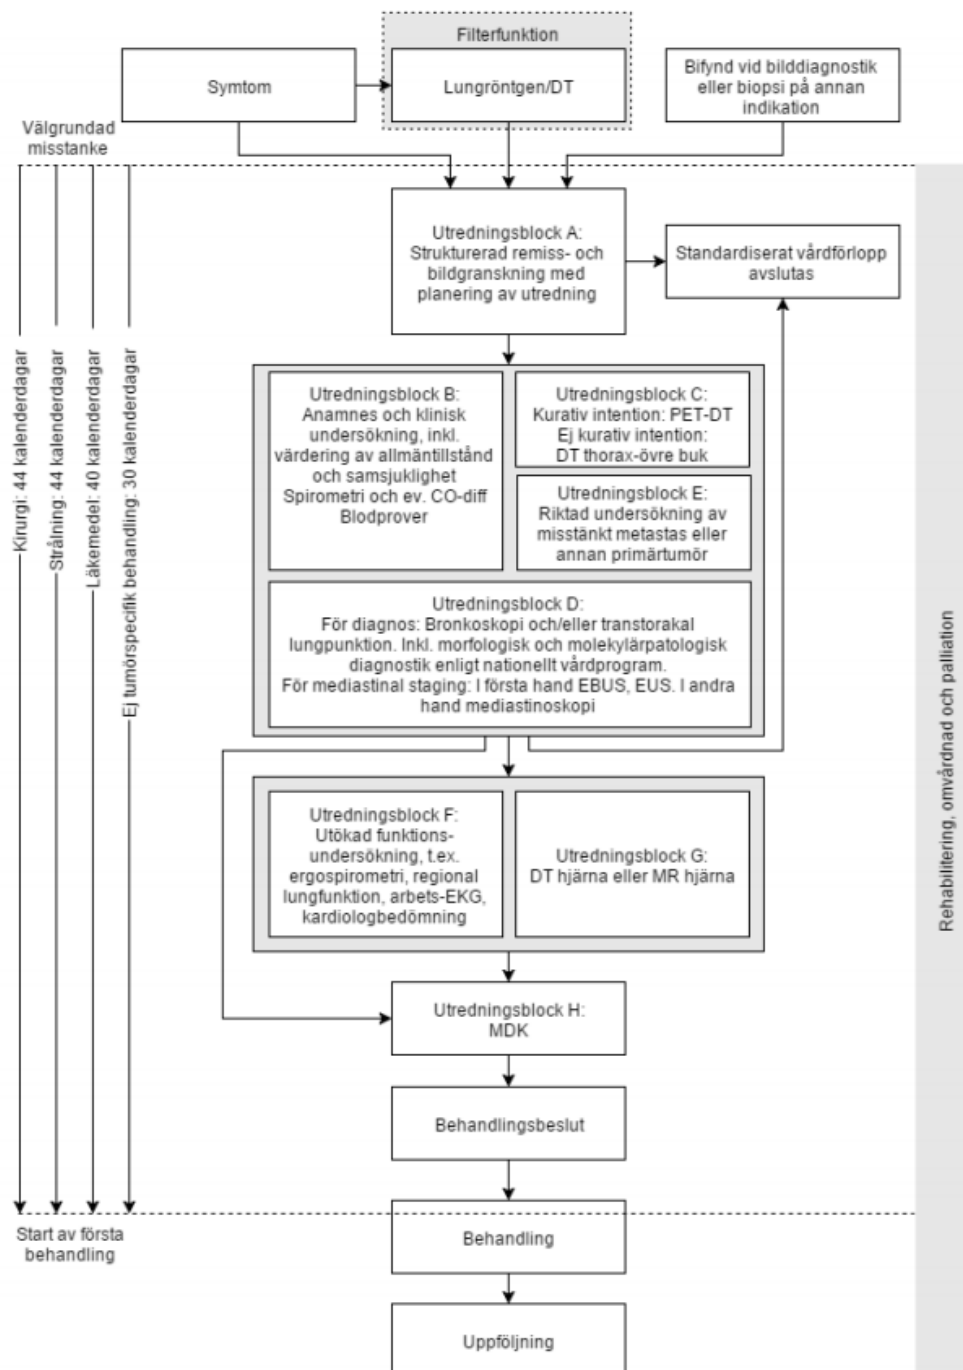 Filterfunktion
Symtom
Lungröntgen/DT
Bifynd vid bilddiagnostik
eller biopsi på annan
indikation
Välgrundad
misstanke
Utredningsblock A:
Strukturerad remiss- och
bildgranskning med
planering av utredning
Standardiserat vårdförlopp
avslutas
Kirurgi: 44 kalenderdagar
Strålning: 44 kalenderdagar
Läkemedel: 40 kalenderdagar
Ej tumörspecifik behandling: 30 kalenderdagar
Utredningsblock B:
Anamnes och klinisk
undersökning, inkl.
värdering av allmäntillstånd
och samsjuklighet
Spirometri och ev. CO-diff
Blodprover
Utredningsblock C:
Kurativ intention: PET-DT
Ej kurativ intention:
DT thorax-övre buk
Utredningsblock E:
Riktad undersökning av
misstänkt metastas eller
annan primärtumör
Utredningsblock D:
För diagnos: Bronkoskopi och/eller transtorakal
lungpunktion. Inkl. morfologisk och molekylärpatologisk
diagnostik enligt nationellt vårdprogram.
För mediastinal staging: I första hand EBUS, EUS. I andra
hand mediastinoskopi
Utredningsblock F:
Utökad funktions-
undersökning, t.ex.
ergospirometri, regional
lungfunktion, arbets-EKG,
kardiologbedömning
Utredningsblock G:
DT hjärna eller MR hjärna
Rehabilitering, omvårdnad och palliation
Utredningsblock H:
MDK
Behandlingsbeslut
Start av första
behandling
Behandling
Uppföljning